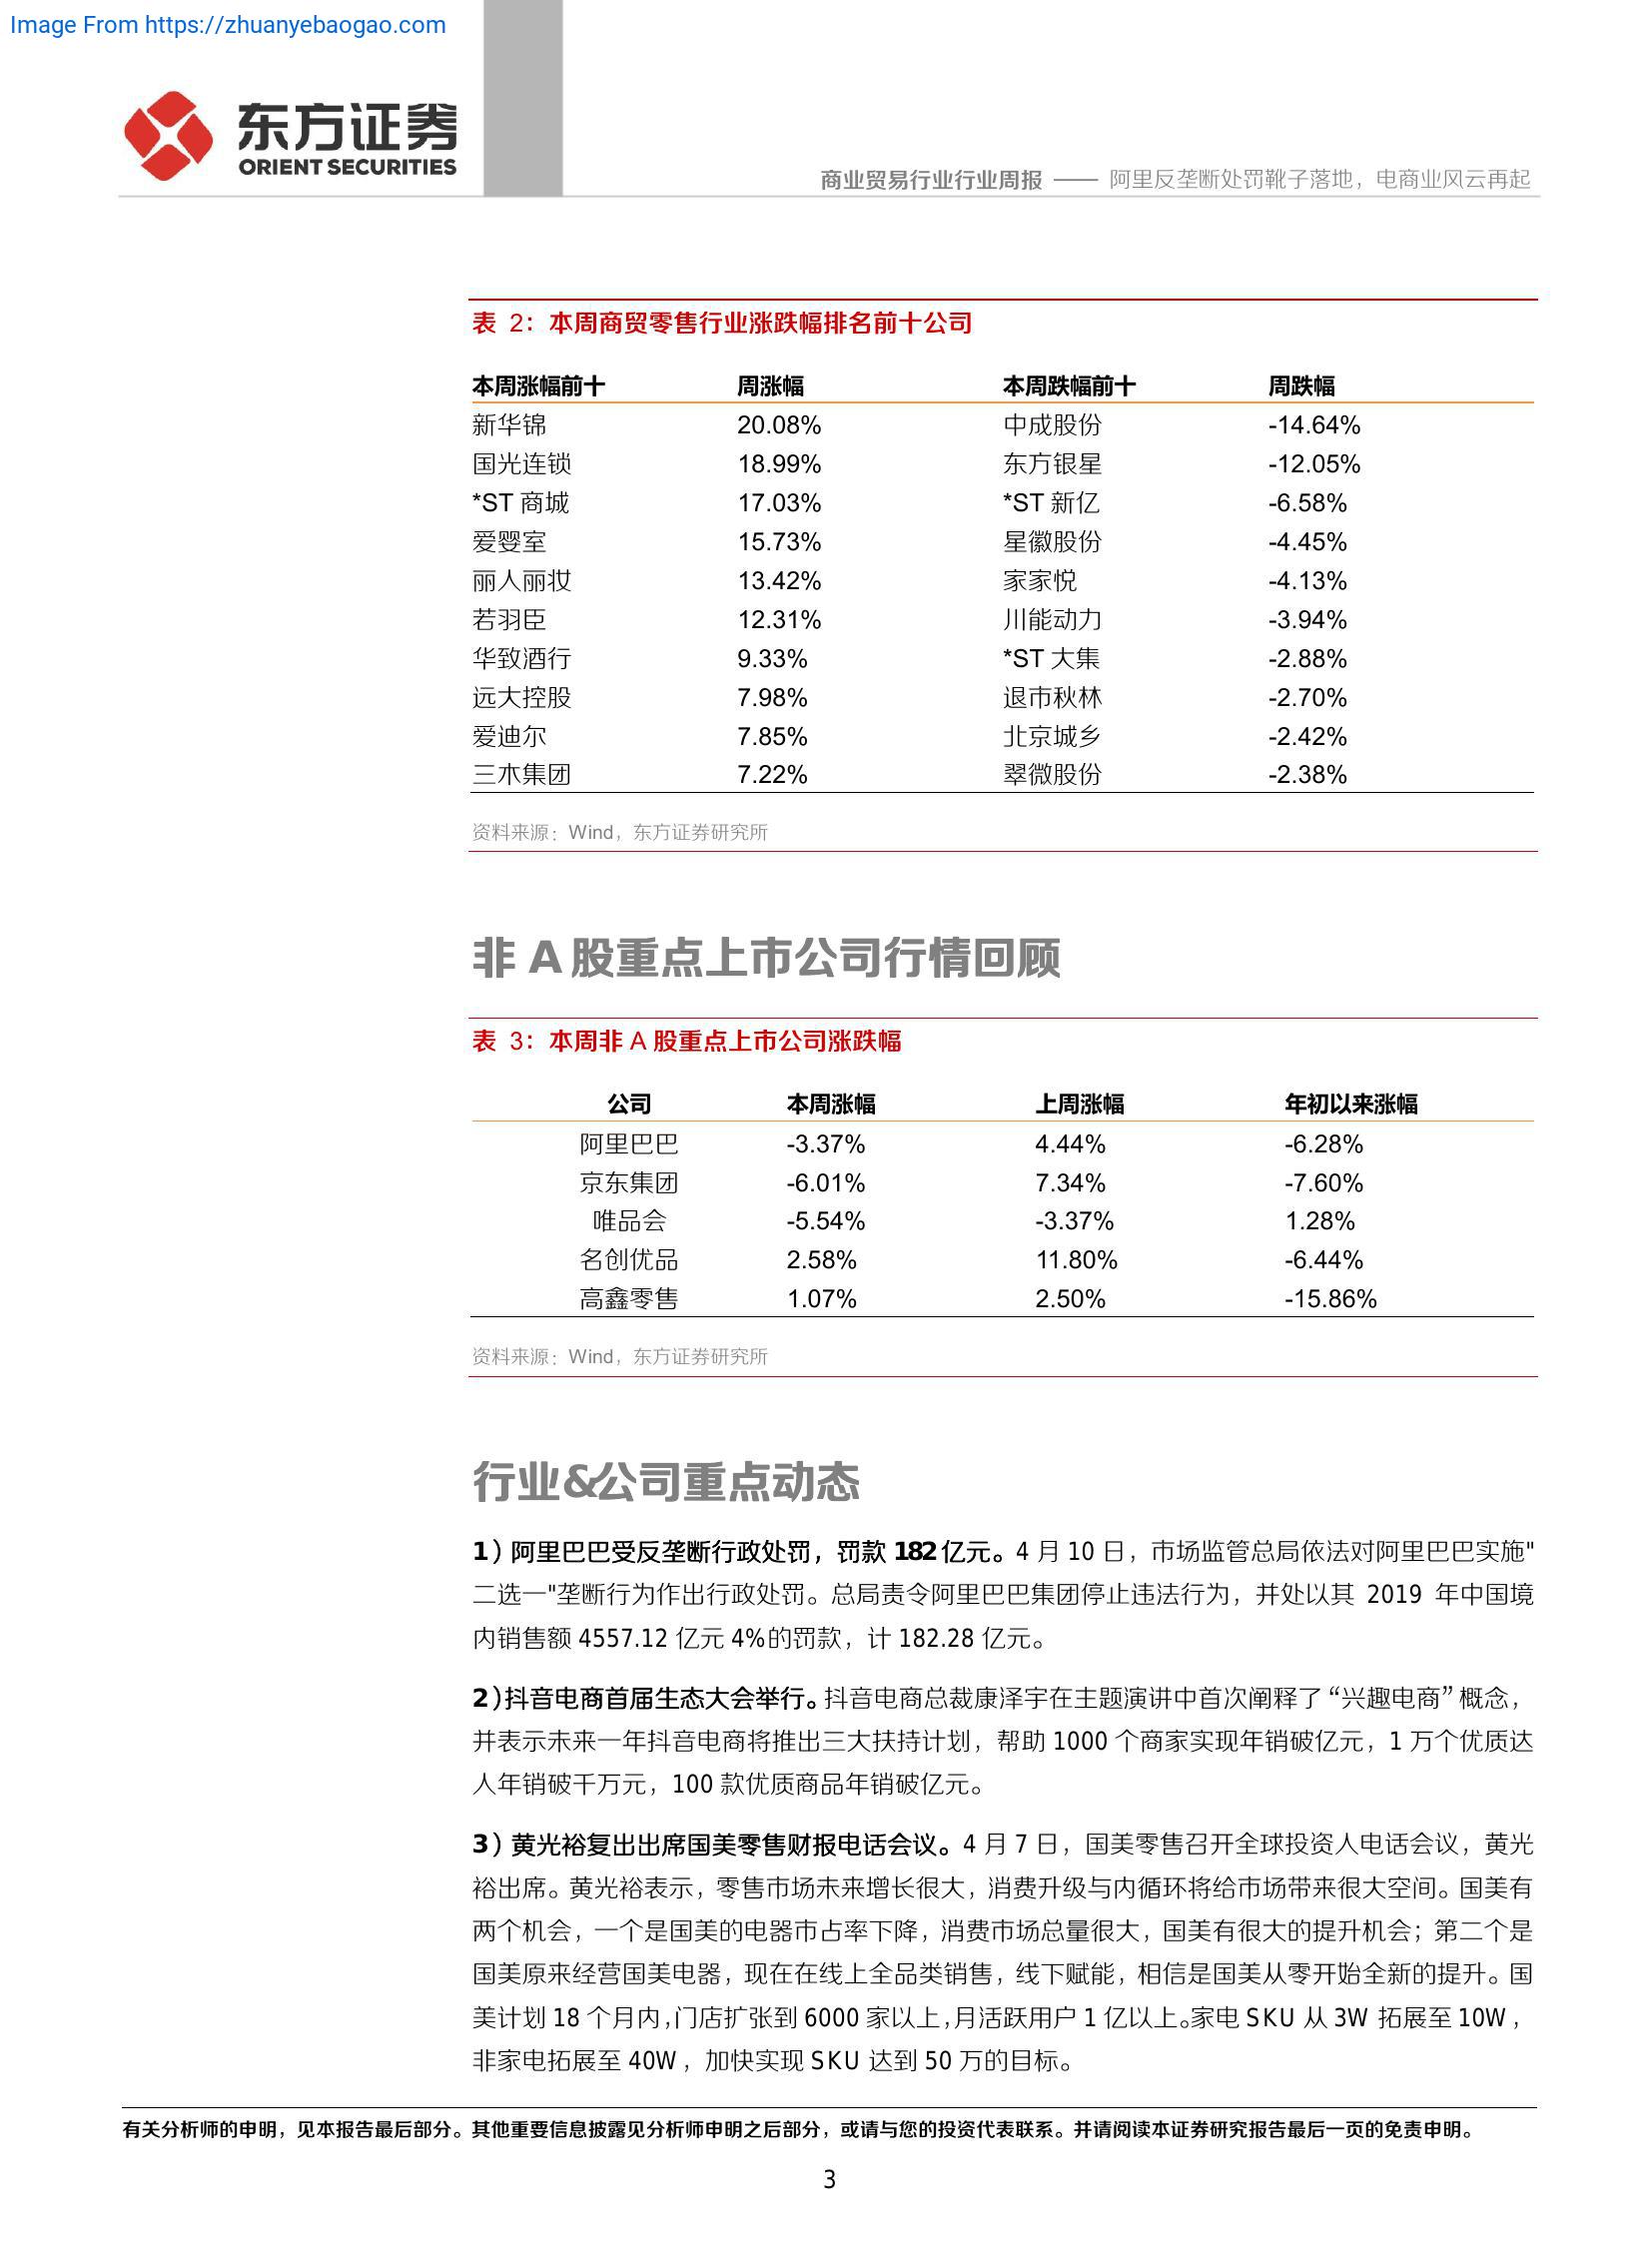 Image From https://zhuanyebaogao.com
东方证券
ORIENT SECURITIES
商业贸易行业行业周报 —— 阿里反垄断处罚靴子落地，电商业风云再起
表 2：本周商贸零售行业涨跌幅排名前十公司
本周涨幅前十 周涨幅 本周跌幅前十 周跌幅
新华锦 20.08% 中成股份 -14.64%
国光连锁 18.99% 东方银星 -12.05%
*ST 商城 17.03% *ST 新亿 -6.58%
爱婴室 15.73% 星徽股份 -4.45%
丽人丽妆 13.42% 家家悦 -4.13%
若羽臣 12.31% 川能动力 -3.94%
华致酒行 9.33% *ST 大集 -2.88%
远大控股 7.98% 退市秋林 -2.70%
爱迪尔 7.85% 北京城乡 -2.42%
三木集团 7.22% 翠微股份 -2.38%
资料来源：Wind，东方证券研究所
非 A 股重点上市公司行情回顾
表 3：本周非 A 股重点上市公司涨跌幅
公司 本周涨幅 上周涨幅 年初以来涨幅
阿里巴巴 -3.37% 4.44% -6.28%
京东集团 -6.01% 7.34% -7.60%
唯品会 -5.54% -3.37% 1.28%
名创优品 2.58% 11.80% -6.44%
高鑫零售 1.07% 2.50% -15.86%
资料来源：Wind，东方证券研究所
行业&公司重点动态
1）阿里巴巴受反垄断行政处罚，罚款 182 亿元。4 月 10 日，市场监管总局依法对阿里巴巴实施"
二选一"垄断行为作出行政处罚。总局责令阿里巴巴集团停止违法行为，并处以其 2019 年中国境
内销售额 4557.12 亿元 4%的罚款，计 182.28 亿元。
2）抖音电商首届生态大会举行。抖音电商总裁康泽宇在主题演讲中首次阐释了“兴趣电商”概念，
并表示未来一年抖音电商将推出三大扶持计划，帮助 1000 个商家实现年销破亿元，1 万个优质达
人年销破千万元，100 款优质商品年销破亿元。
3）黄光裕复出出席国美零售财报电话会议。4 月 7 日，国美零售召开全球投资人电话会议，黄光
裕出席。黄光裕表示，零售市场未来增长很大，消费升级与内循环将给市场带来很大空间。国美有
两个机会，一个是国美的电器市占率下降，消费市场总量很大，国美有很大的提升机会；第二个是
国美原来经营国美电器，现在在线上全品类销售，线下赋能，相信是国美从零开始全新的提升。国
美计划 18 个月内，门店扩张到 6000 家以上，月活跃用户 1 亿以上。家电 SKU 从 3W 拓展至 10W，
非家电拓展至 40W，加快实现 SKU 达到 50 万的目标。
有关分析师的申明，见本报告最后部分。其他重要信息披露见分析师申明之后部分，或请与您的投资代表联系。并请阅读本证券研究报告最后一页的免责申明。
3